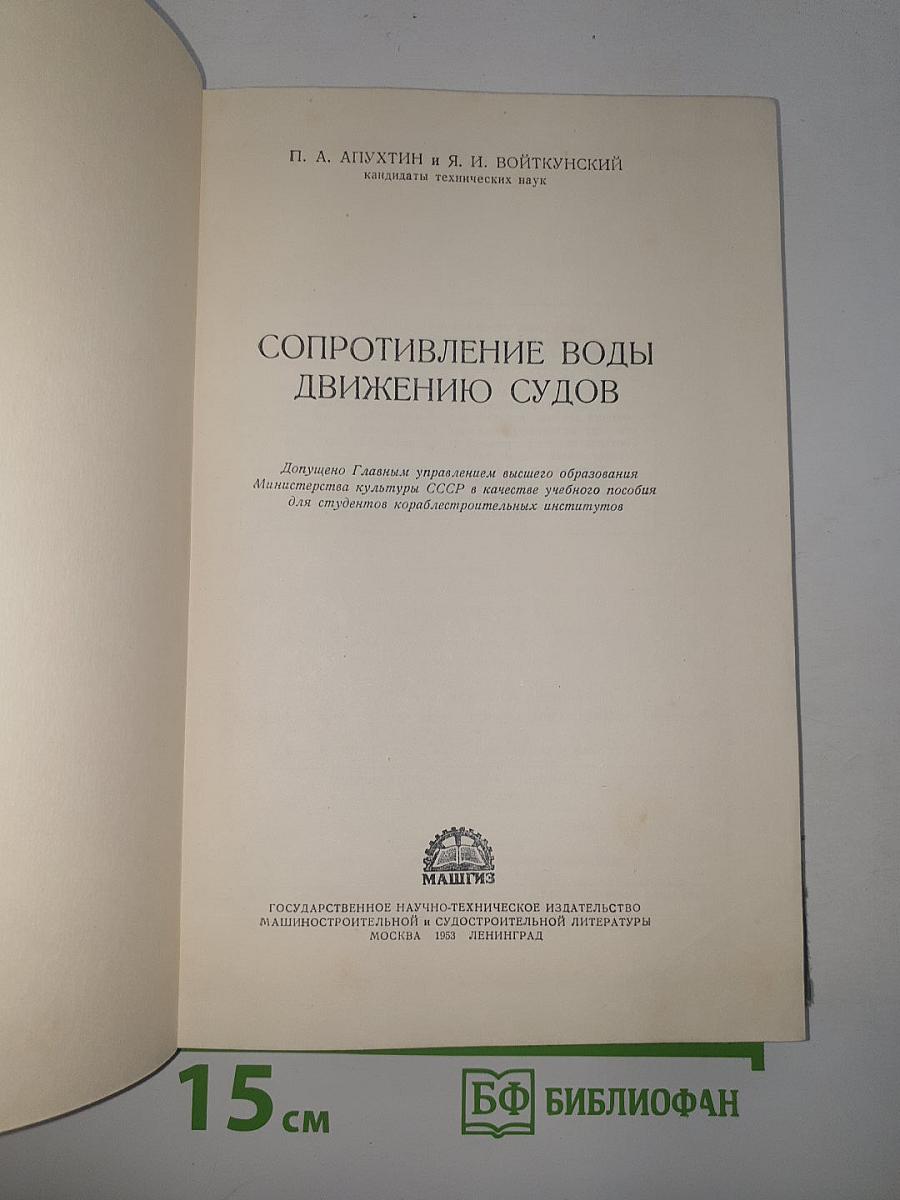 П. А. АПУХТИН и Я. И. ВОЙТКУНСКИЙ
кандидаты технических наук
СОПРОТИВЛЕНИЕ ВОДЫ
ДВИЖЕНИЮ СУДОВ
Допущено Главным управлением высшего образования
Министерства культуры СССР в качестве учебного пособия
для студентов кораблестроительных институтов
МАШГИЗ
ГОСУДАРСТВЕННОЕ НАУЧНО-ТЕХНИЧЕСКОЕ ИЗДАТЕЛЬСТВО
МАШИНОСТРОИТЕЛЬНОЙ и СУДОСТРОИТЕЛЬНОЙ ЛИТЕРАТУРЫ
МОСКВА 1953 ЛЕНИНГРАД
15 см
БФ БИБЛИОФАН